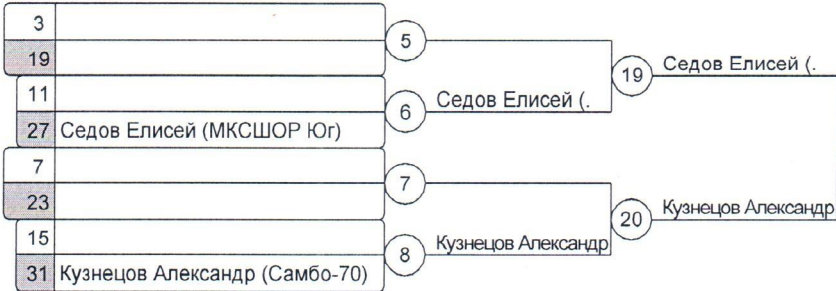 3
19
5
11
27 Седов Елисей (МКСШОР Юг)
6
Седов Елисей (.
19
Седов Елисей (.
7
23
7
15
31 Кузнецов Александр (Самбо-70)
8
Кузнецов Александр
20
Кузнецов Александр